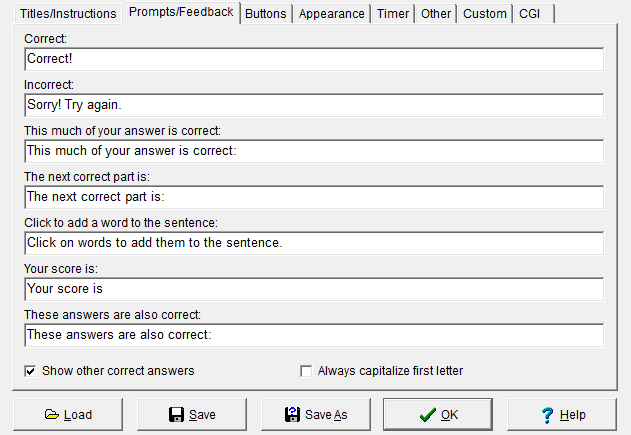 Titles/Instructions Prompts/Feedback Buttons Appearance Timer Other Custom CGI
Correct:
Correct!
Incorrect:
Sorry! Try again.
This much of your answer is correct:
This much of your answer is correct:
The next correct part is:
The next correct part is:
Click to add a word to the sentence:
Click on words to add them to the sentence.
Your score is:
Your score is
These answers are also correct:
These answers are also correct:
Show other correct answers Always capitalize first letter
Load Save Save As OK Help